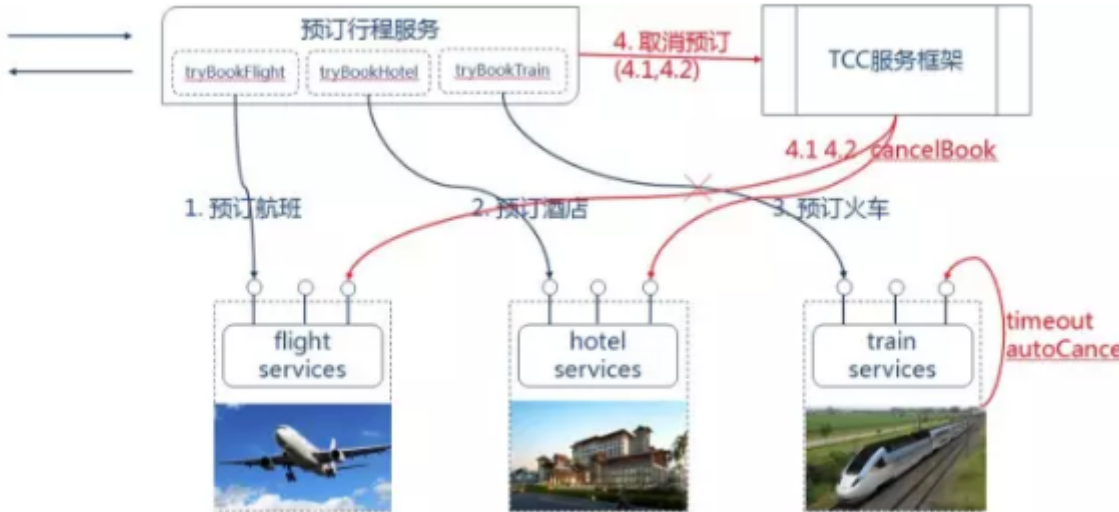 预订行程服务
tryBookFlight
tryBookHotel
tryBookTrain
4. 取消预订
(4.1,4.2)
TCC服务框架
4.1 4.2 cancelBook
1. 预订航班
2. 预订酒店
3. 预订火车
flight
services
hotel
services
train
services
timeout
autoCance